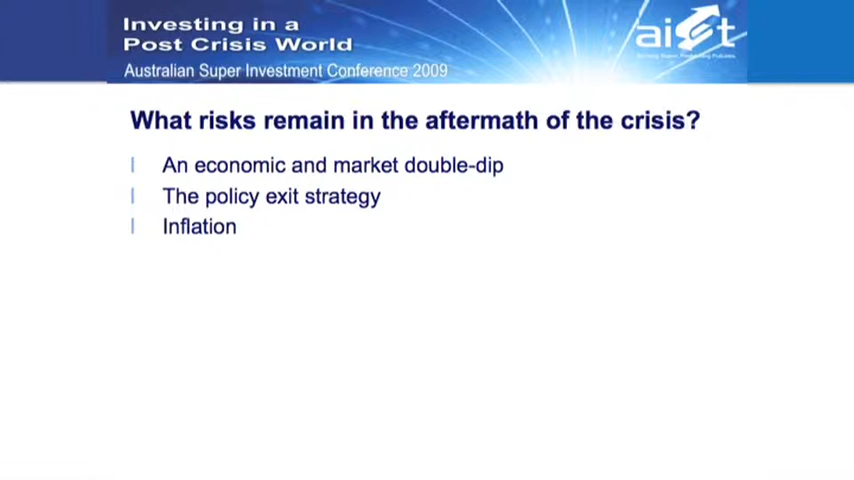 Investing in a
Post Crisis World
Australian Super Investment Conference 2009
aist
What risks remain in the aftermath of the crisis?
An economic and market double-dip
The policy exit strategy
Inflation